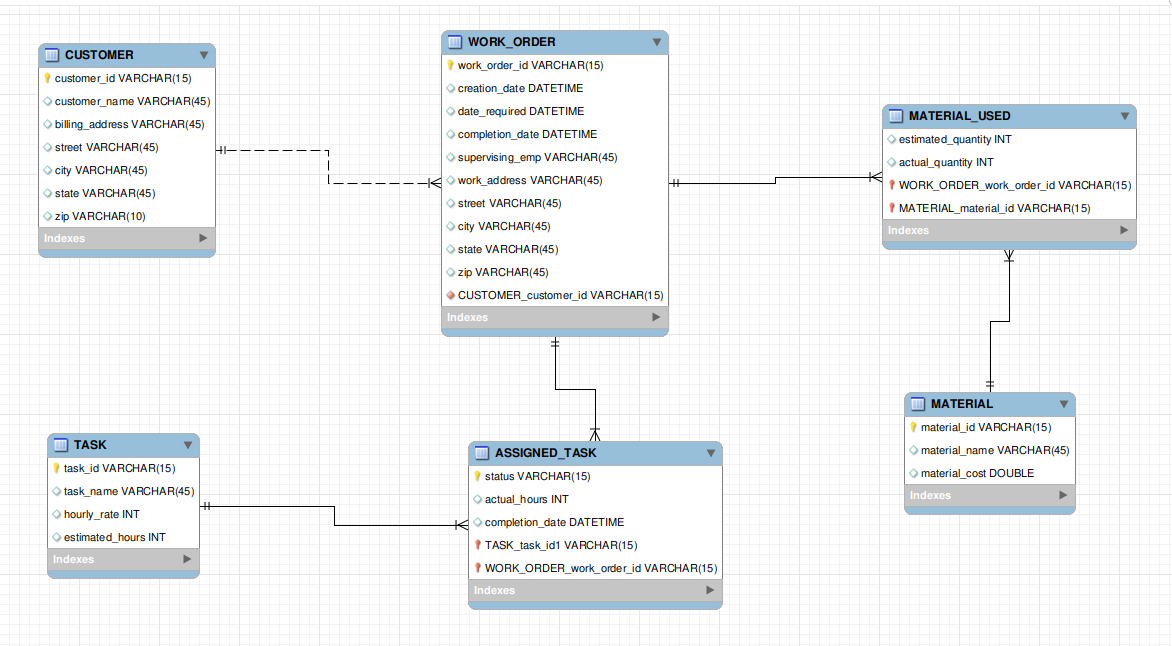 CUSTOMER
customer_id VARCHAR(15)
customer_name VARCHAR(45)
billing_address VARCHAR(45)
street VARCHAR(45)
city VARCHAR(45)
state VARCHAR(45)
zip VARCHAR(10)
Indexes
WORK_ORDER
work_order_id VARCHAR(15)
creation_date DATETIME
date_required DATETIME
completion_date DATETIME
supervising_emp VARCHAR(45)
work_address VARCHAR(45)
street VARCHAR(45)
city VARCHAR(45)
state VARCHAR(45)
zip VARCHAR(45)
CUSTOMER_customer_id VARCHAR(15)
Indexes
MATERIAL_USED
estimated_quantity INT
actual_quantity INT
WORK_ORDER_work_order_id VARCHAR(15)
MATERIAL_material_id VARCHAR(15)
Indexes
TASK
task_id VARCHAR(15)
task_name VARCHAR(45)
hourly_rate INT
estimated_hours INT
Indexes
ASSIGNED_TASK
status VARCHAR(15)
actual_hours INT
completion_date DATETIME
TASK_task_id1 VARCHAR(15)
WORK_ORDER_work_order_id VARCHAR(15)
Indexes
MATERIAL
material_id VARCHAR(15)
material_name VARCHAR(45)
material_cost DOUBLE
Indexes